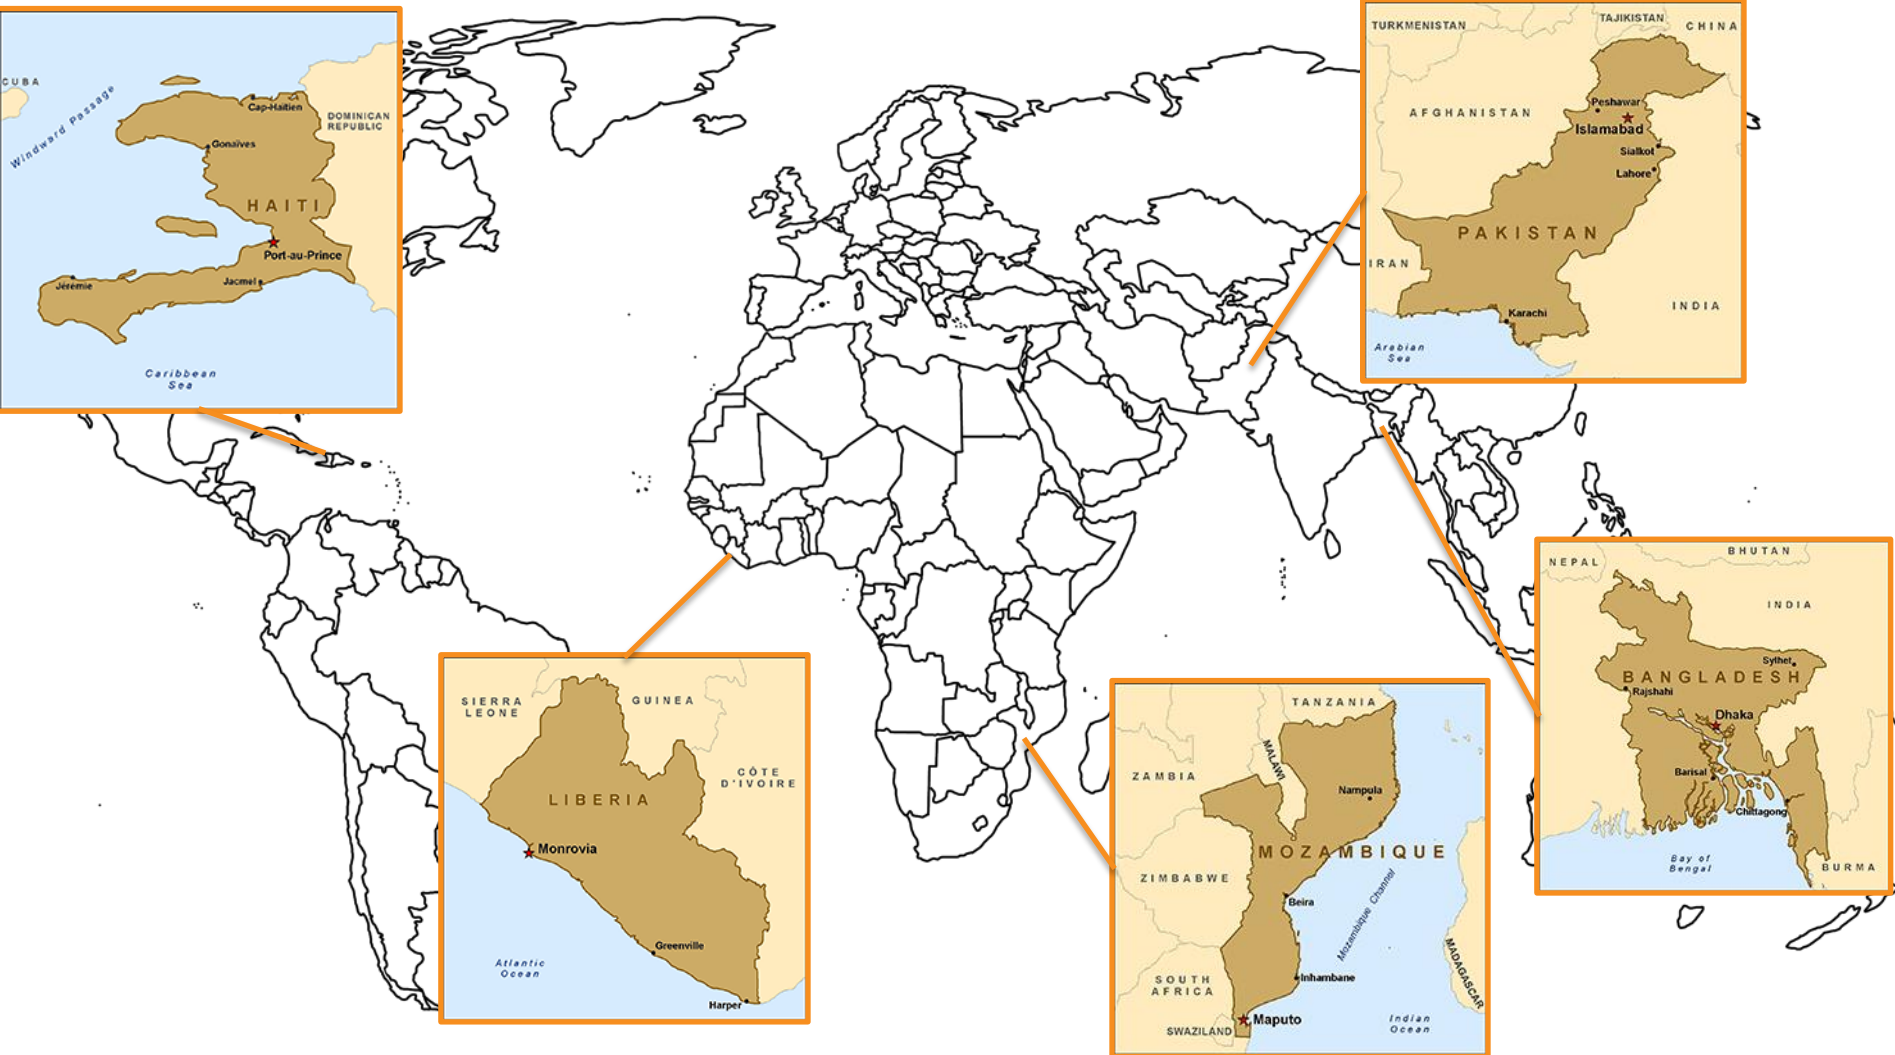 CUBA
Windward Passage
Cap-Haïtien
DOMINICAN
REPUBLIC
Gonaïves
HAITI
Port-au-Prince
Jérémie
Jacmel
Caribbean
Sea
TURKMENISTAN
TAJIKISTAN
CHINA
AFGHANISTAN
Peshawar
Islamabad
Sialkot
Lahore
PAKISTAN
IRAN
INDIA
Karachi
Arabian
Sea
SIERRA
LEONE
GUINEA
CÔTE
D'IVOIRE
LIBERIA
Monrovia
Greenville
Atlantic
Ocean
Harper
TANZANIA
MALAWI
ZAMBIA
Nampula
MOZAMBIQUE
ZIMBABWE
Beira
Mozambique Channel
MADAGASCAR
SOUTH
AFRICA
Inhambane
SWAZILAND
Maputo
Indian
Ocean
NEPAL
BHUTAN
INDIA
Sylhet
BANGLADESH
Rajshahi
Dhaka
Barisal
Chittagong
Bay of
Bengal
BURMA